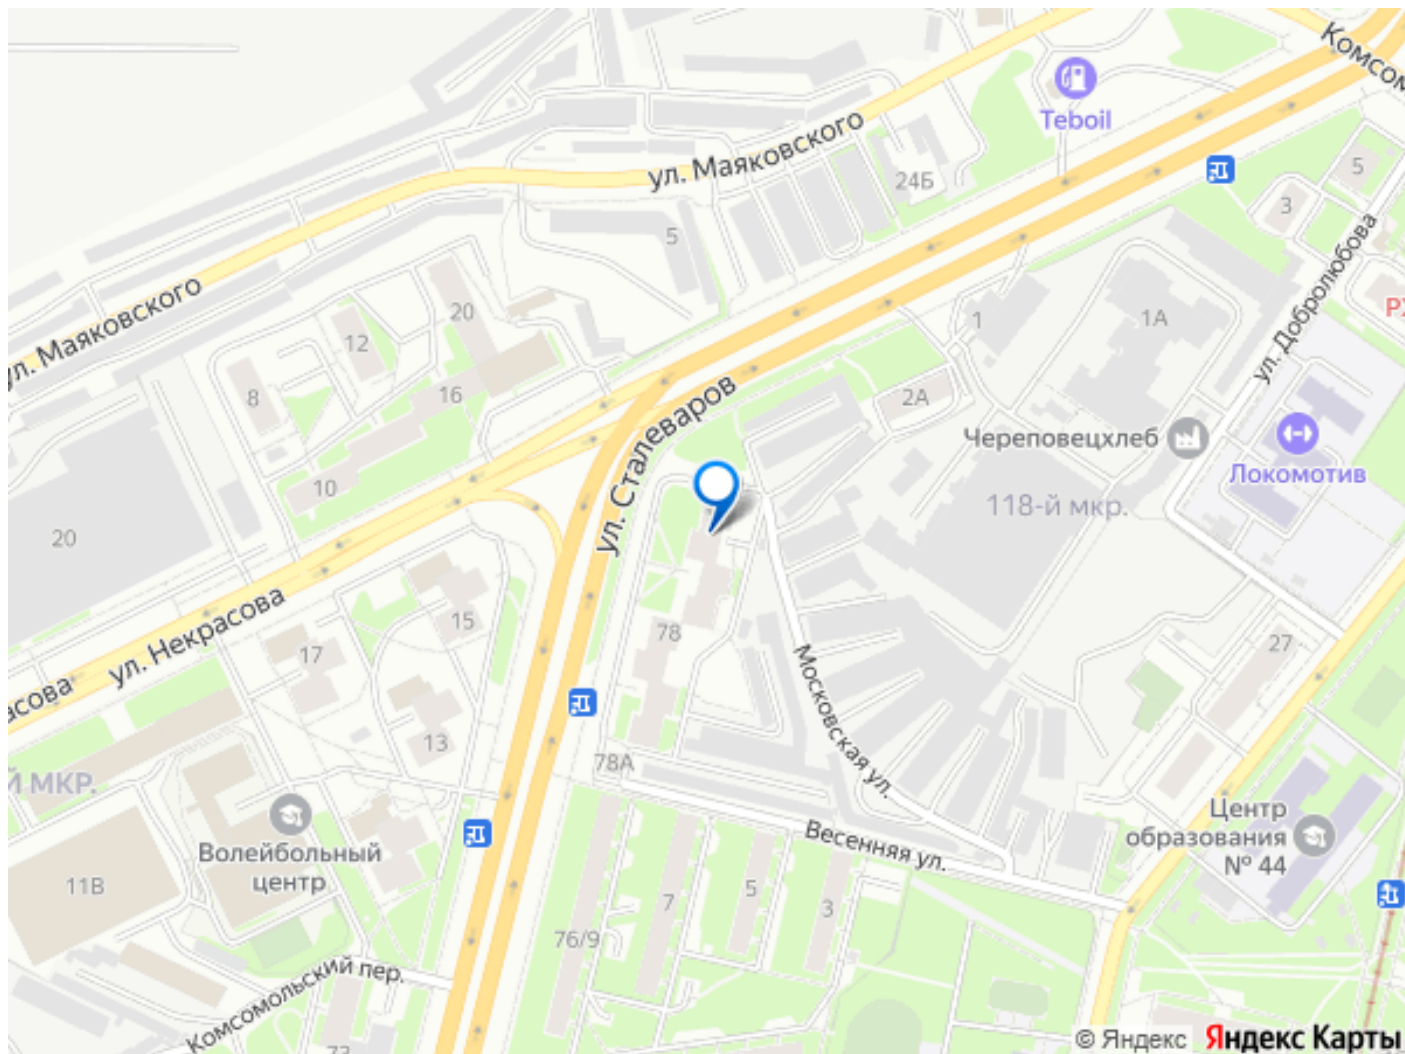 Комсом
Teboil
ул. Маяковского
24Б
5
3
5
ул. Добролюбова
ул. Маяковского
20
12
1
1А
8
16
2А
ул. Сталеваров
Череповецхлеб
Локомотив
10
118-й мкр.
20
ул. Некрасова
15
78
17
27
асова
13
Московская ул.
78А
Й МКР.
Центр
образования
№ 44
Волейбольный
центр
Весенняя ул.
11В
7
5
3
76/9
Комсомольский пер.
© Яндекс Яндекс Карты